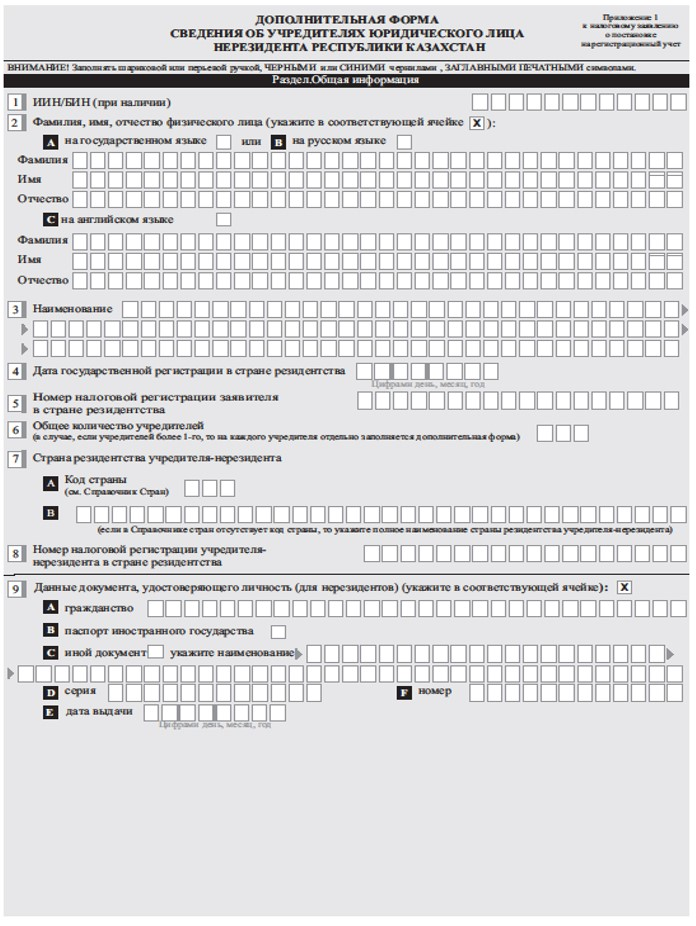 ДОПОЛНИТЕЛЬНАЯ ФОРМА
СВЕДЕНИЯ ОБ УЧРЕДИТЕЛЯХ ЮРИДИЧЕСКОГО ЛИЦА
НЕРЕЗИДЕНТА РЕСПУБЛИКИ КАЗАХСТАН
Приложение 1
к налоговому заявлению
о постановке
на регистрационный учет
ВНИМАНИЕ! Заполнять шариковой или перьевой ручкой, ЧЕРНЫМИ или СИНИМИ чернилами , ЗАГЛАВНЫМИ ПЕЧАТНЫМИ символами.
Раздел.Общая информация
1 ИИН/БИН (при наличии)
2 Фамилия, имя, отчество физического лица (укажите в соответствующей ячейке X ):
A на государственном языке или B на русском языке
Фамилия
Имя
Отчество
C на английском языке
Фамилия
Имя
Отчество
3 Наименование
4 Дата государственной регистрации в стране резидентства
Цифрами день, месяц, год
5 Номер налоговой регистрации заявителя
в стране резидентства
6 Общее количество учредителей
(в случае, если учредителей более 1-го, то на каждого учредителя отдельно заполняется дополнительная форма)
7 Страна резидентства учредителя-нерезидента
A Код страны
(см. Справочник Стран)
B
(если в Справочнике стран отсутствует код страны, то укажите полное наименование страны резидентства учредителя-нерезидента)
8 Номер налоговой регистрации учредителя-
нерезидента в стране резидентства
9 Данные документа, удостоверяющего личность (для нерезидентов) (укажите в соответствующей ячейке): X
A гражданство
B паспорт иностранного государства
C иной документ укажите наименование
D серия F номер
E дата выдачи
Цифрами день, месяц, год